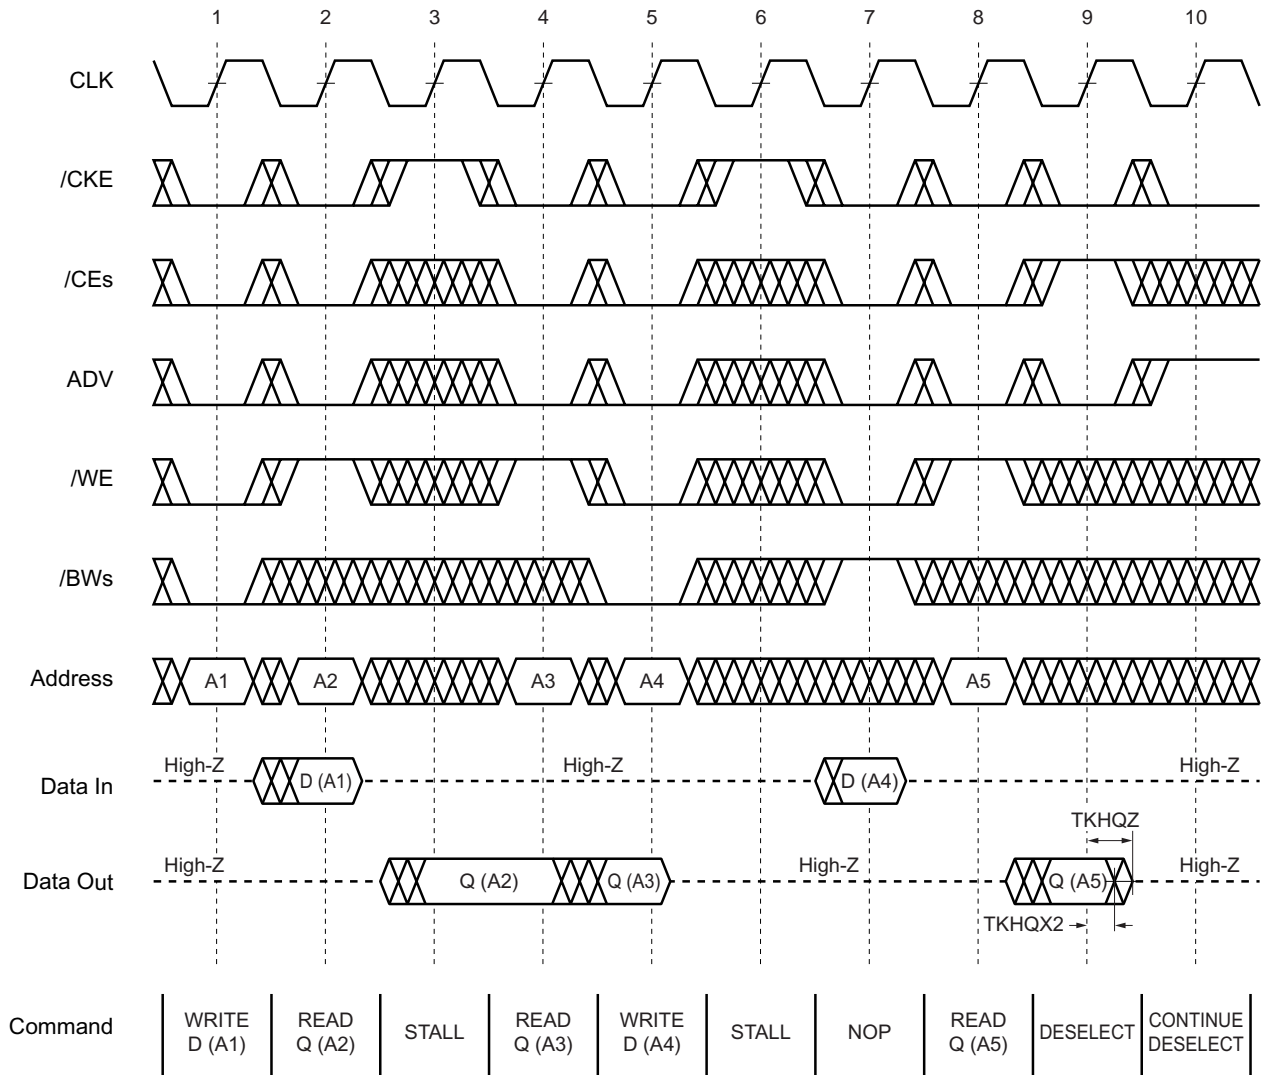 1 2 3 4 5 6 7 8 9 10
CLK
/CKE
/CEs
ADV
/WE
/BWs
Address A1 A2 A3 A4 A5
High-Z High-Z High-Z
Data In D (A1) D (A4)
TKHQZ
High-Z High-Z High-Z
Data Out Q (A2) Q (A3) Q (A5)
TKHQX2
Command
WRITE
D (A1)
READ
Q (A2)
STALL
READ
Q (A3)
WRITE
D (A4)
STALL
NOP
READ
Q (A5)
DESELECT
CONTINUE
DESELECT